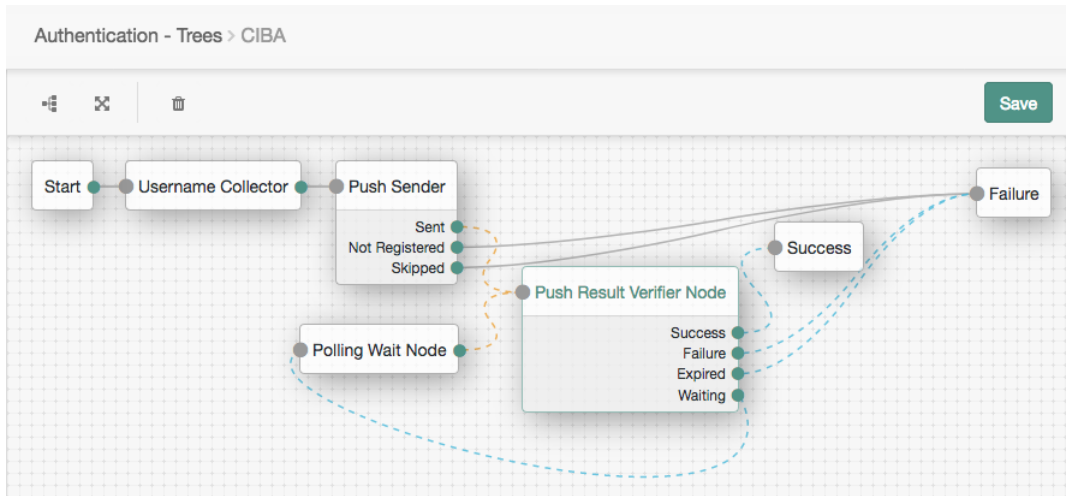 Authentication - Trees > CIBA
Save
Start
Username Collector
Push Sender
Sent
Not Registered
Skipped
Failure
Success
Push Result Verifier Node
Success
Failure
Expired
Waiting
Polling Wait Node